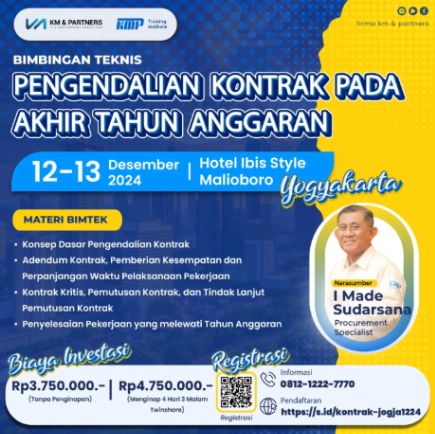 KM & PARTNERS
KMP Training Institute
firma km & partners
BIMBINGAN TEKNIS
PENGENDALIAN KONTRAK PADA
AKHIR TAHUN ANGGARAN
12-13 Desember 2024 | Hotel Ibis Style Malioboro
Yogyakarta
MATERI BIMTEK
• Konsep Dasar Pengendalian Kontrak
• Adendum Kontrak, Pemberian Kesempatan dan
Perpanjangan Waktu Pelaksanaan Pekerjaan
• Kontrak Kritis, Pemutusan Kontrak, dan Tindak Lanjut
Pemutusan Kontrak
• Penyelesaian Pekerjaan yang melewati Tahun Anggaran
Narasumber
I Made
Sudarsana
Procurement
Specialist
Biaya Investasi
Rp3.750.000.-
(Tanpa Penginapan)
Rp4.750.000.-
(Menginap 4 Hari 3 Malam
Twinshare)
Registrasi
Informasi
0812-1222-7770
Pendaftaran
https://s.id/kontrak-jogja1224